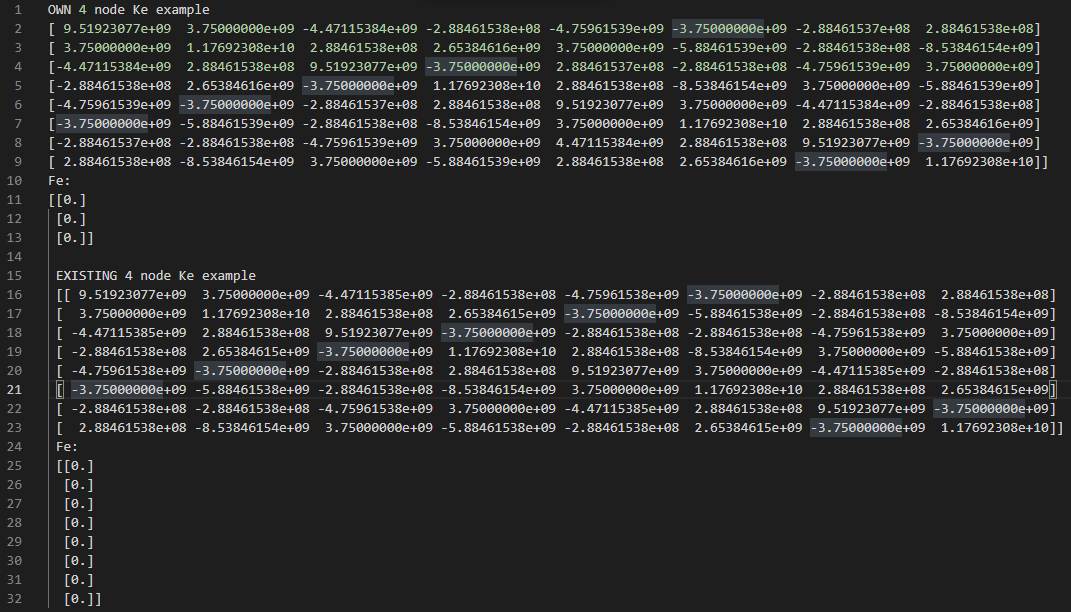 1 OWN 4 node Ke example
2 [ 9.51923077e+09 3.75000000e+09 -4.47115384e+09 -2.88461538e+08 -4.75961539e+09 -3.75000000e+09 -2.88461537e+08 2.88461538e+08]
3 [ 3.75000000e+09 1.17692308e+10 2.88461538e+08 2.65384616e+09 3.75000000e+09 -5.88461539e+09 -2.88461538e+08 -8.53846154e+09]
4 [-4.47115384e+09 2.88461538e+08 9.51923077e+09 -3.75000000e+09 2.88461537e+08 -2.88461538e+08 -4.75961539e+09 3.75000000e+09]
5 [-2.88461538e+08 2.65384616e+09 -3.75000000e+09 1.17692308e+10 2.88461538e+08 -8.53846154e+09 3.75000000e+09 -5.88461539e+09]
6 [-4.75961539e+09 -3.75000000e+09 -2.88461537e+08 2.88461538e+08 9.51923077e+09 3.75000000e+09 -4.47115384e+09 -2.88461538e+08]
7 [-3.75000000e+09 -5.88461539e+09 -2.88461538e+08 -8.53846154e+09 3.75000000e+09 1.17692308e+10 2.88461538e+08 2.65384616e+09]
8 [-2.88461537e+08 -2.88461538e+08 -4.75961539e+09 3.75000000e+09 4.47115384e+09 2.88461538e+08 9.51923077e+09 -3.75000000e+09]
9 [ 2.88461538e+08 -8.53846154e+09 3.75000000e+09 -5.88461539e+09 2.88461538e+08 2.65384616e+09 -3.75000000e+09 1.17692308e+10]]
10 Fe:
11 [[0.]
12 [0.]
13 [0.]]
14
15 EXISTING 4 node Ke example
16 [[ 9.51923077e+09 3.75000000e+09 -4.47115385e+09 -2.88461538e+08 -4.75961538e+09 -3.75000000e+09 -2.88461538e+08 2.88461538e+08]
17 [ 3.75000000e+09 1.17692308e+10 2.88461538e+08 2.65384615e+09 -3.75000000e+09 -5.88461538e+09 -2.88461538e+08 -8.53846154e+09]
18 [ -4.47115385e+09 2.88461538e+08 9.51923077e+09 -3.75000000e+09 -2.88461538e+08 -2.88461538e+08 -4.75961538e+09 3.75000000e+09]
19 [ -2.88461538e+08 2.65384615e+09 -3.75000000e+09 1.17692308e+10 2.88461538e+08 -8.53846154e+09 3.75000000e+09 -5.88461538e+09]
20 [ -4.75961538e+09 -3.75000000e+09 -2.88461538e+08 2.88461538e+08 9.51923077e+09 3.75000000e+09 -4.47115385e+09 -2.88461538e+08]
21 [ -3.75000000e+09 -5.88461538e+09 -2.88461538e+08 -8.53846154e+09 3.75000000e+09 1.17692308e+10 2.88461538e+08 2.65384615e+09]
22 [ -2.88461538e+08 -2.88461538e+08 -4.75961538e+09 3.75000000e+09 -4.47115385e+09 2.88461538e+08 9.51923077e+09 -3.75000000e+09]
23 [ 2.88461538e+08 -8.53846154e+09 3.75000000e+09 -5.88461538e+09 -2.88461538e+08 2.65384615e+09 -3.75000000e+09 1.17692308e+10]]
24 Fe:
25 [[0.]
26 [0.]
27 [0.]
28 [0.]
29 [0.]
30 [0.]
31 [0.]
32 [0.]]